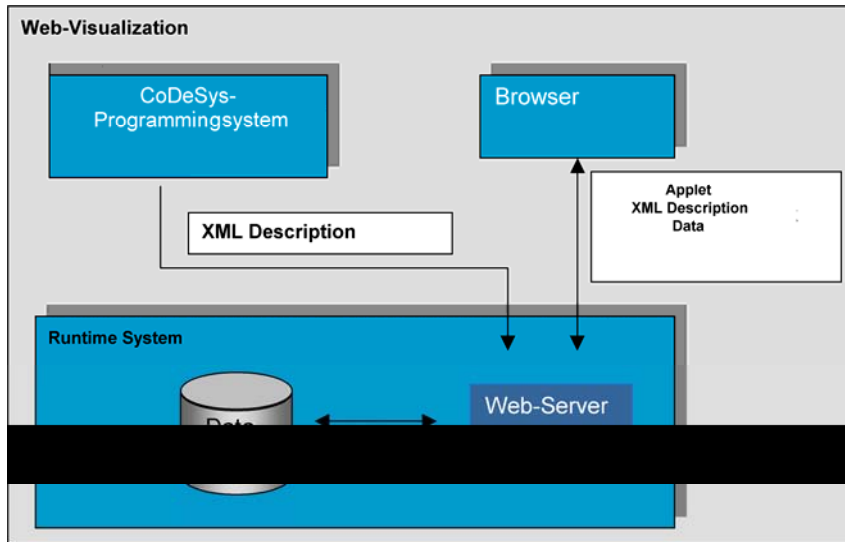 Web-Visualization
CoDeSys-
Programmingsystem
Browser
Applet
XML Description
Data
XML Description
Runtime System
Web-Server